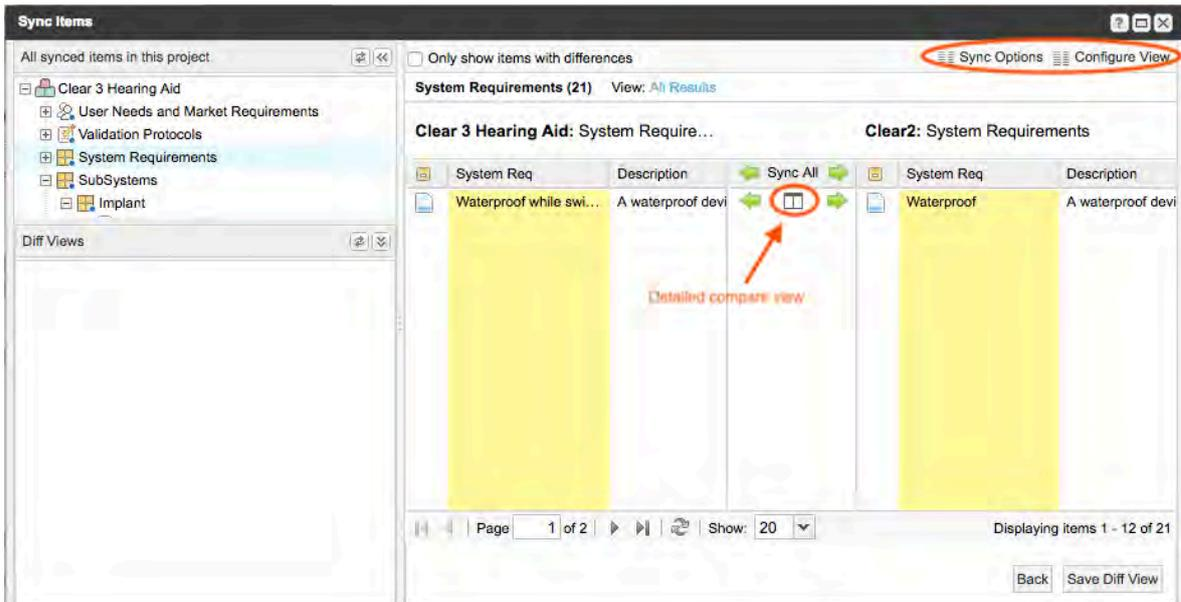 Sync Items
All synced items in this project
Only show items with differences
Sync Options Configure View
Clear 3 Hearing Aid
User Needs and Market Requirements
Validation Protocols
System Requirements
SubSystems
Implant
Diff Views
System Requirements (21) View: All Results
Clear 3 Hearing Aid: System Require… Clear2: System Requirements
System Req Description Sync All System Req Description
Waterproof while swi… A waterproof devi Waterproof A waterproof devi
Detailed compare view
Page 1 of 2 Show: 20 Displaying items 1 - 12 of 21
Back Save Diff View